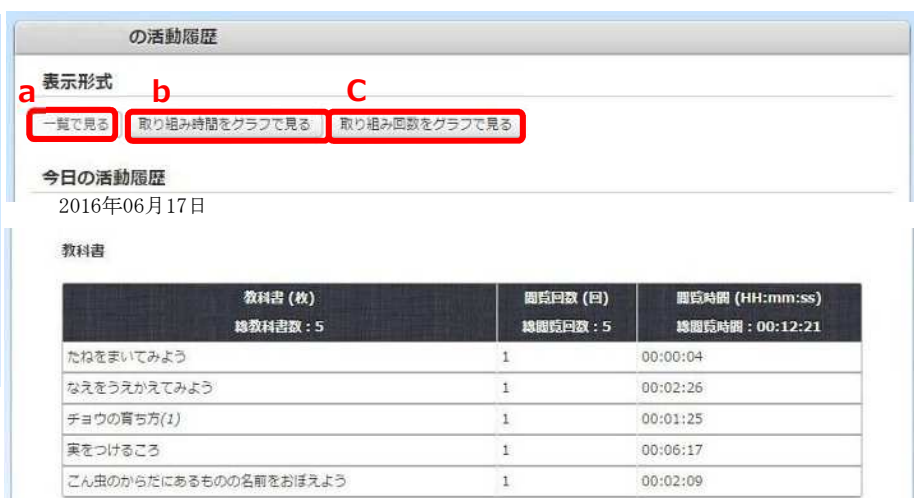 の活動履歴
表示形式
a b C
一覧で見る 取り組み時間をグラフで見る 取り組み回数をグラフで見る
今日の活動履歴
2016年06月17日
教科書
教科書 (枚) 閲覧回数 (回) 閲覧時間 (HH:mm:ss)
総教科書数：5 総閲覧回数：5 総閲覧時間：00:12:21
たねをまいてみよう 1 00:00:04
なえをうえかえてみよう 1 00:02:26
チョウの育ち方(1) 1 00:01:25
実をつけるころ 1 00:06:17
こん虫のからだにあるものの名前をおぼえよう 1 00:02:09